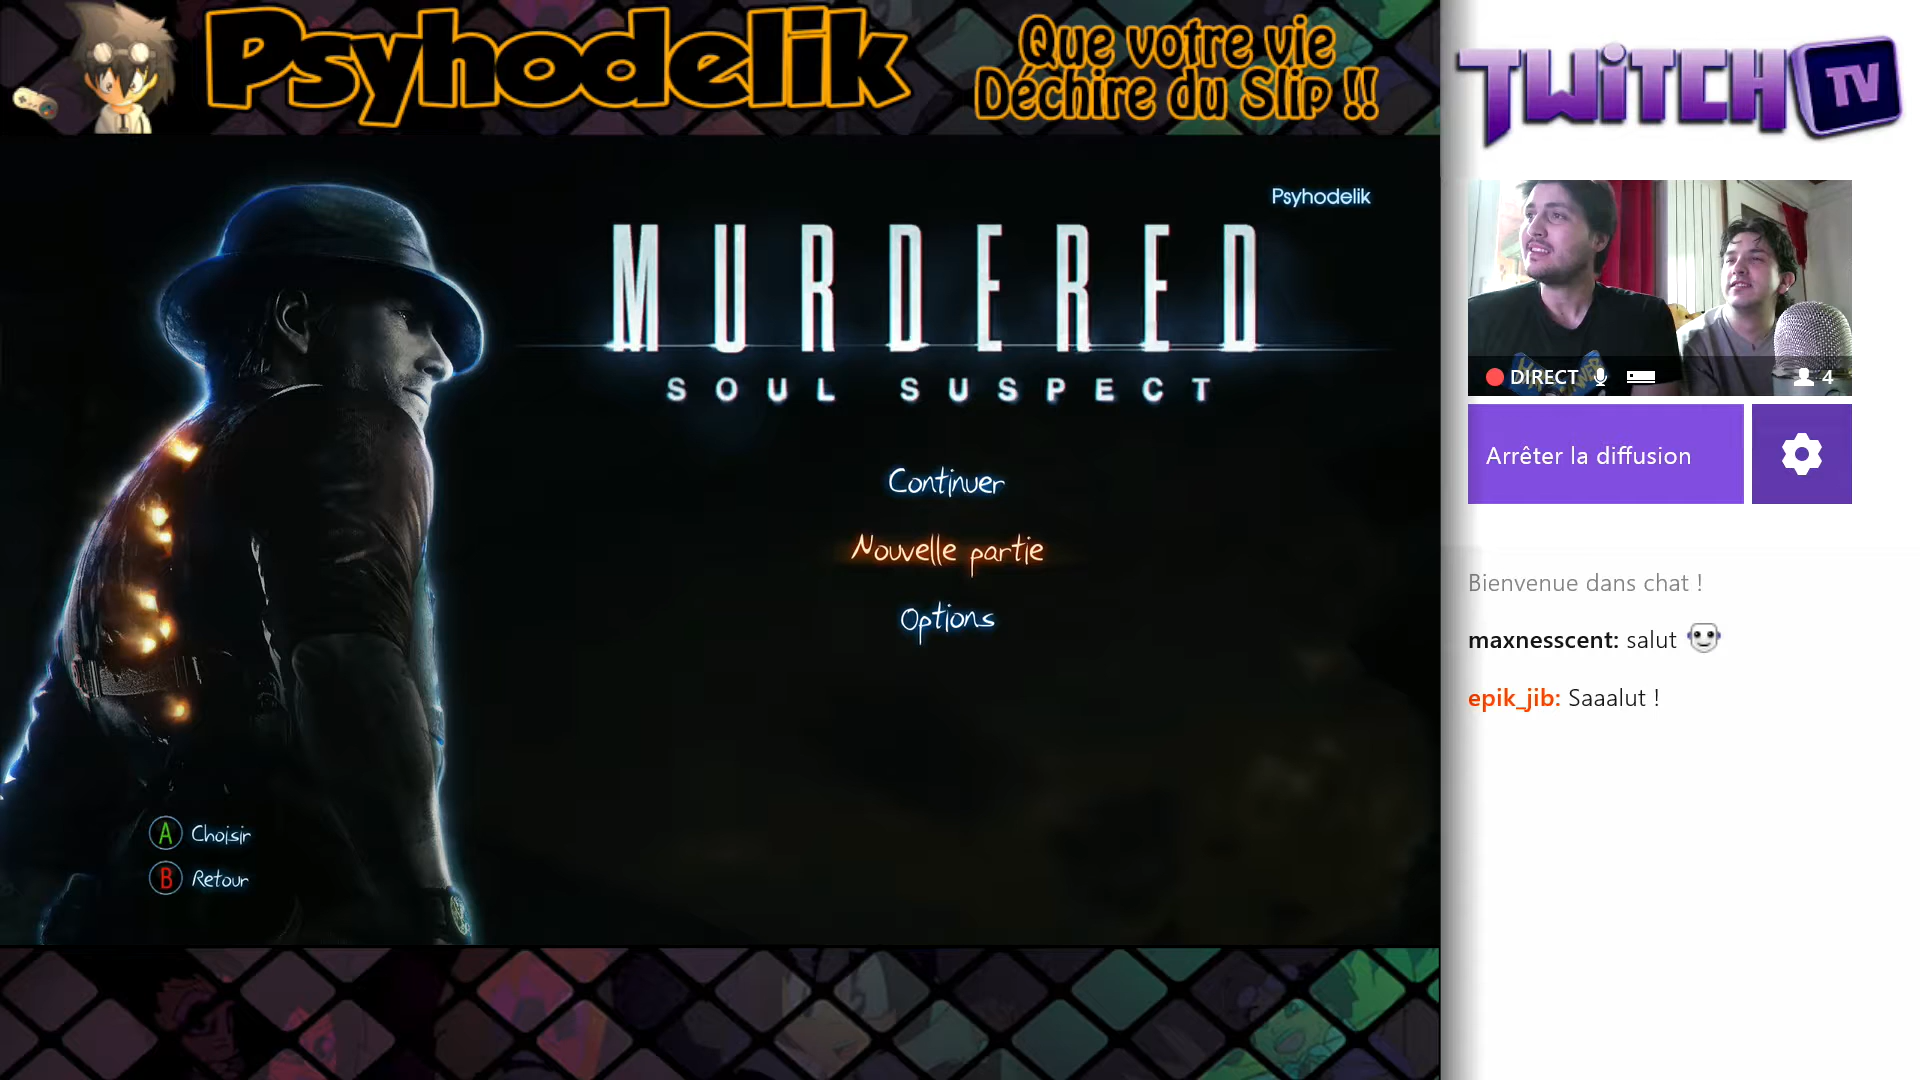 Psyhodelik
Que votre vie
Déchire du Slip !!
TWiTCH TV
Psyhodelik
MURDERED
SOUL SUSPECT
Continuer
Nouvelle partie
Options
A Choisir
B Retour
DIRECT
4
Arrêter la diffusion
Bienvenue dans chat !
maxnesscent: salut
epik_jib: Saaalut !